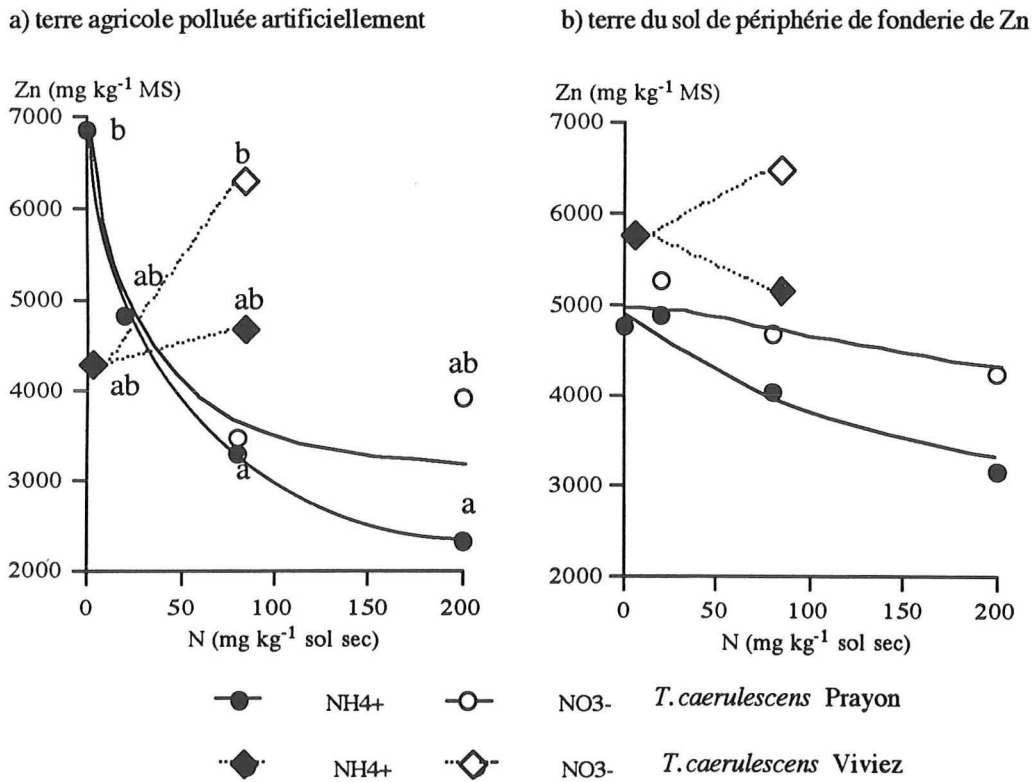 a) terre agricole polluée artificiellement
b) terre du sol de périphérie de fonderie de Zn
Zn (mg kg-1 MS)
7000
6000
5000
4000
3000
2000
0
50
100
150
200
N (mg kg-1 sol sec)
b
b
ab
ab
ab
ab
a
a
Zn (mg kg-1 MS)
7000
6000
5000
4000
3000
2000
0
50
100
150
200
N (mg kg-1 sol sec)
NH4+ NO3- T.caerulescens Prayon
NH4+ NO3- T.caerulescens Viviez